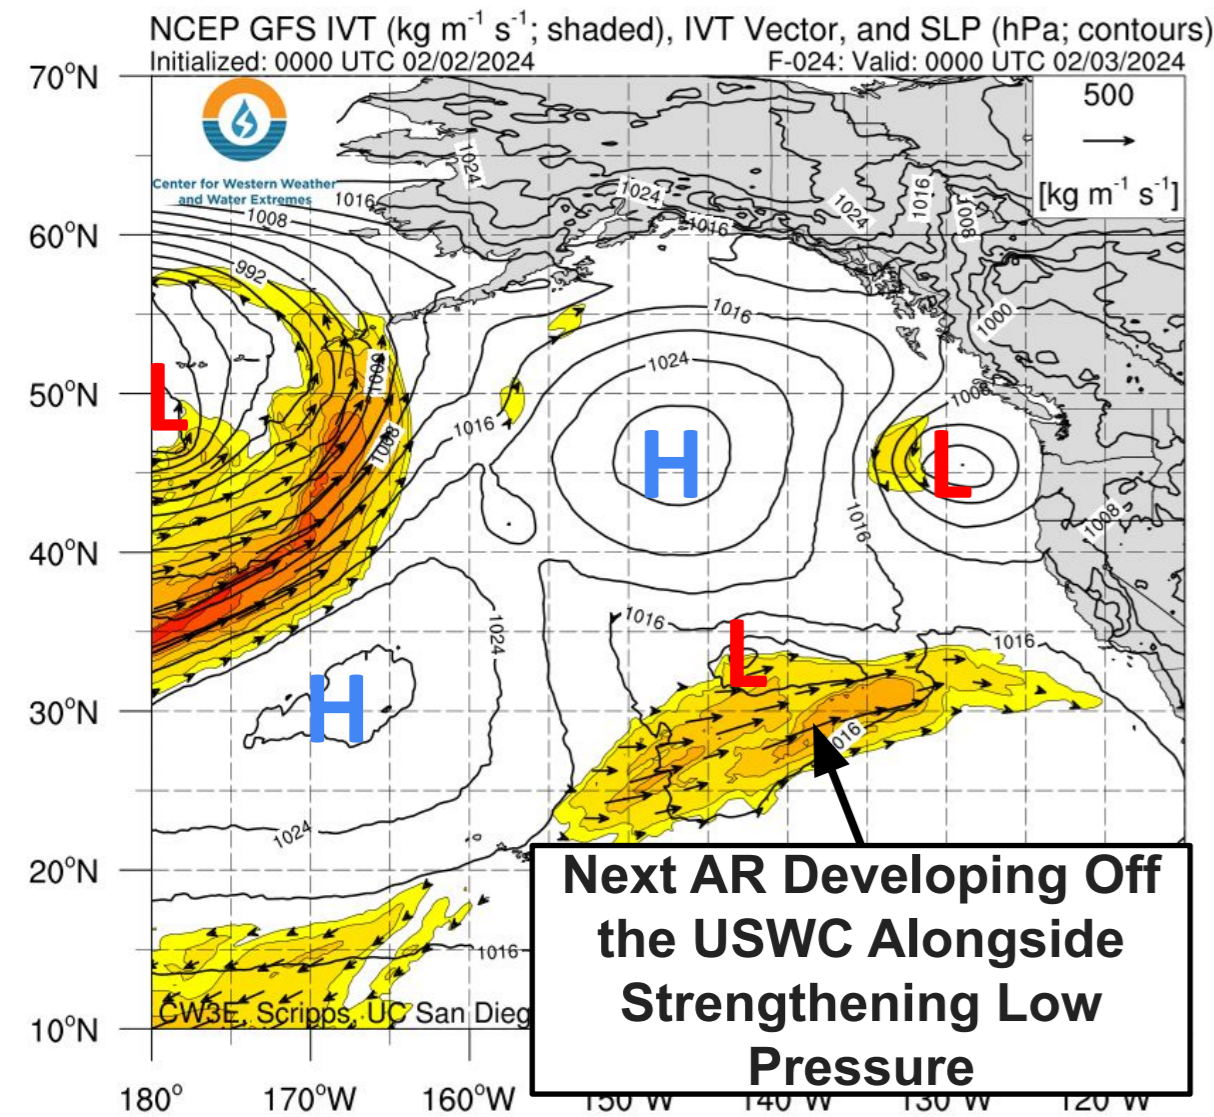 NCEP GFS IVT (kg m⁻¹ s⁻¹; shaded), IVT Vector, and SLP (hPa; contours)
Initialized: 0000 UTC 02/02/2024
F-024: Valid: 0000 UTC 02/03/2024
70°N
500
[kg m⁻¹ s⁻¹]
Center for Western Weather
and Water Extremes
1024
1024
1016
1016
1008
1024
1016
1008
60°N
1016
992
1016
1000
1024
50°N
L
1000
1008
1008
1016
H
L
1016
1008
40°N
1024
1016
1016
L
H
30°N
1016
1024
20°N
1016
10°N
CW3E, Scripps, UC San Dieg
Next AR Developing Off
the USWC Alongside
Strengthening Low
Pressure
180°
170°W
160°W
150°W
140°W
130°W
120°W